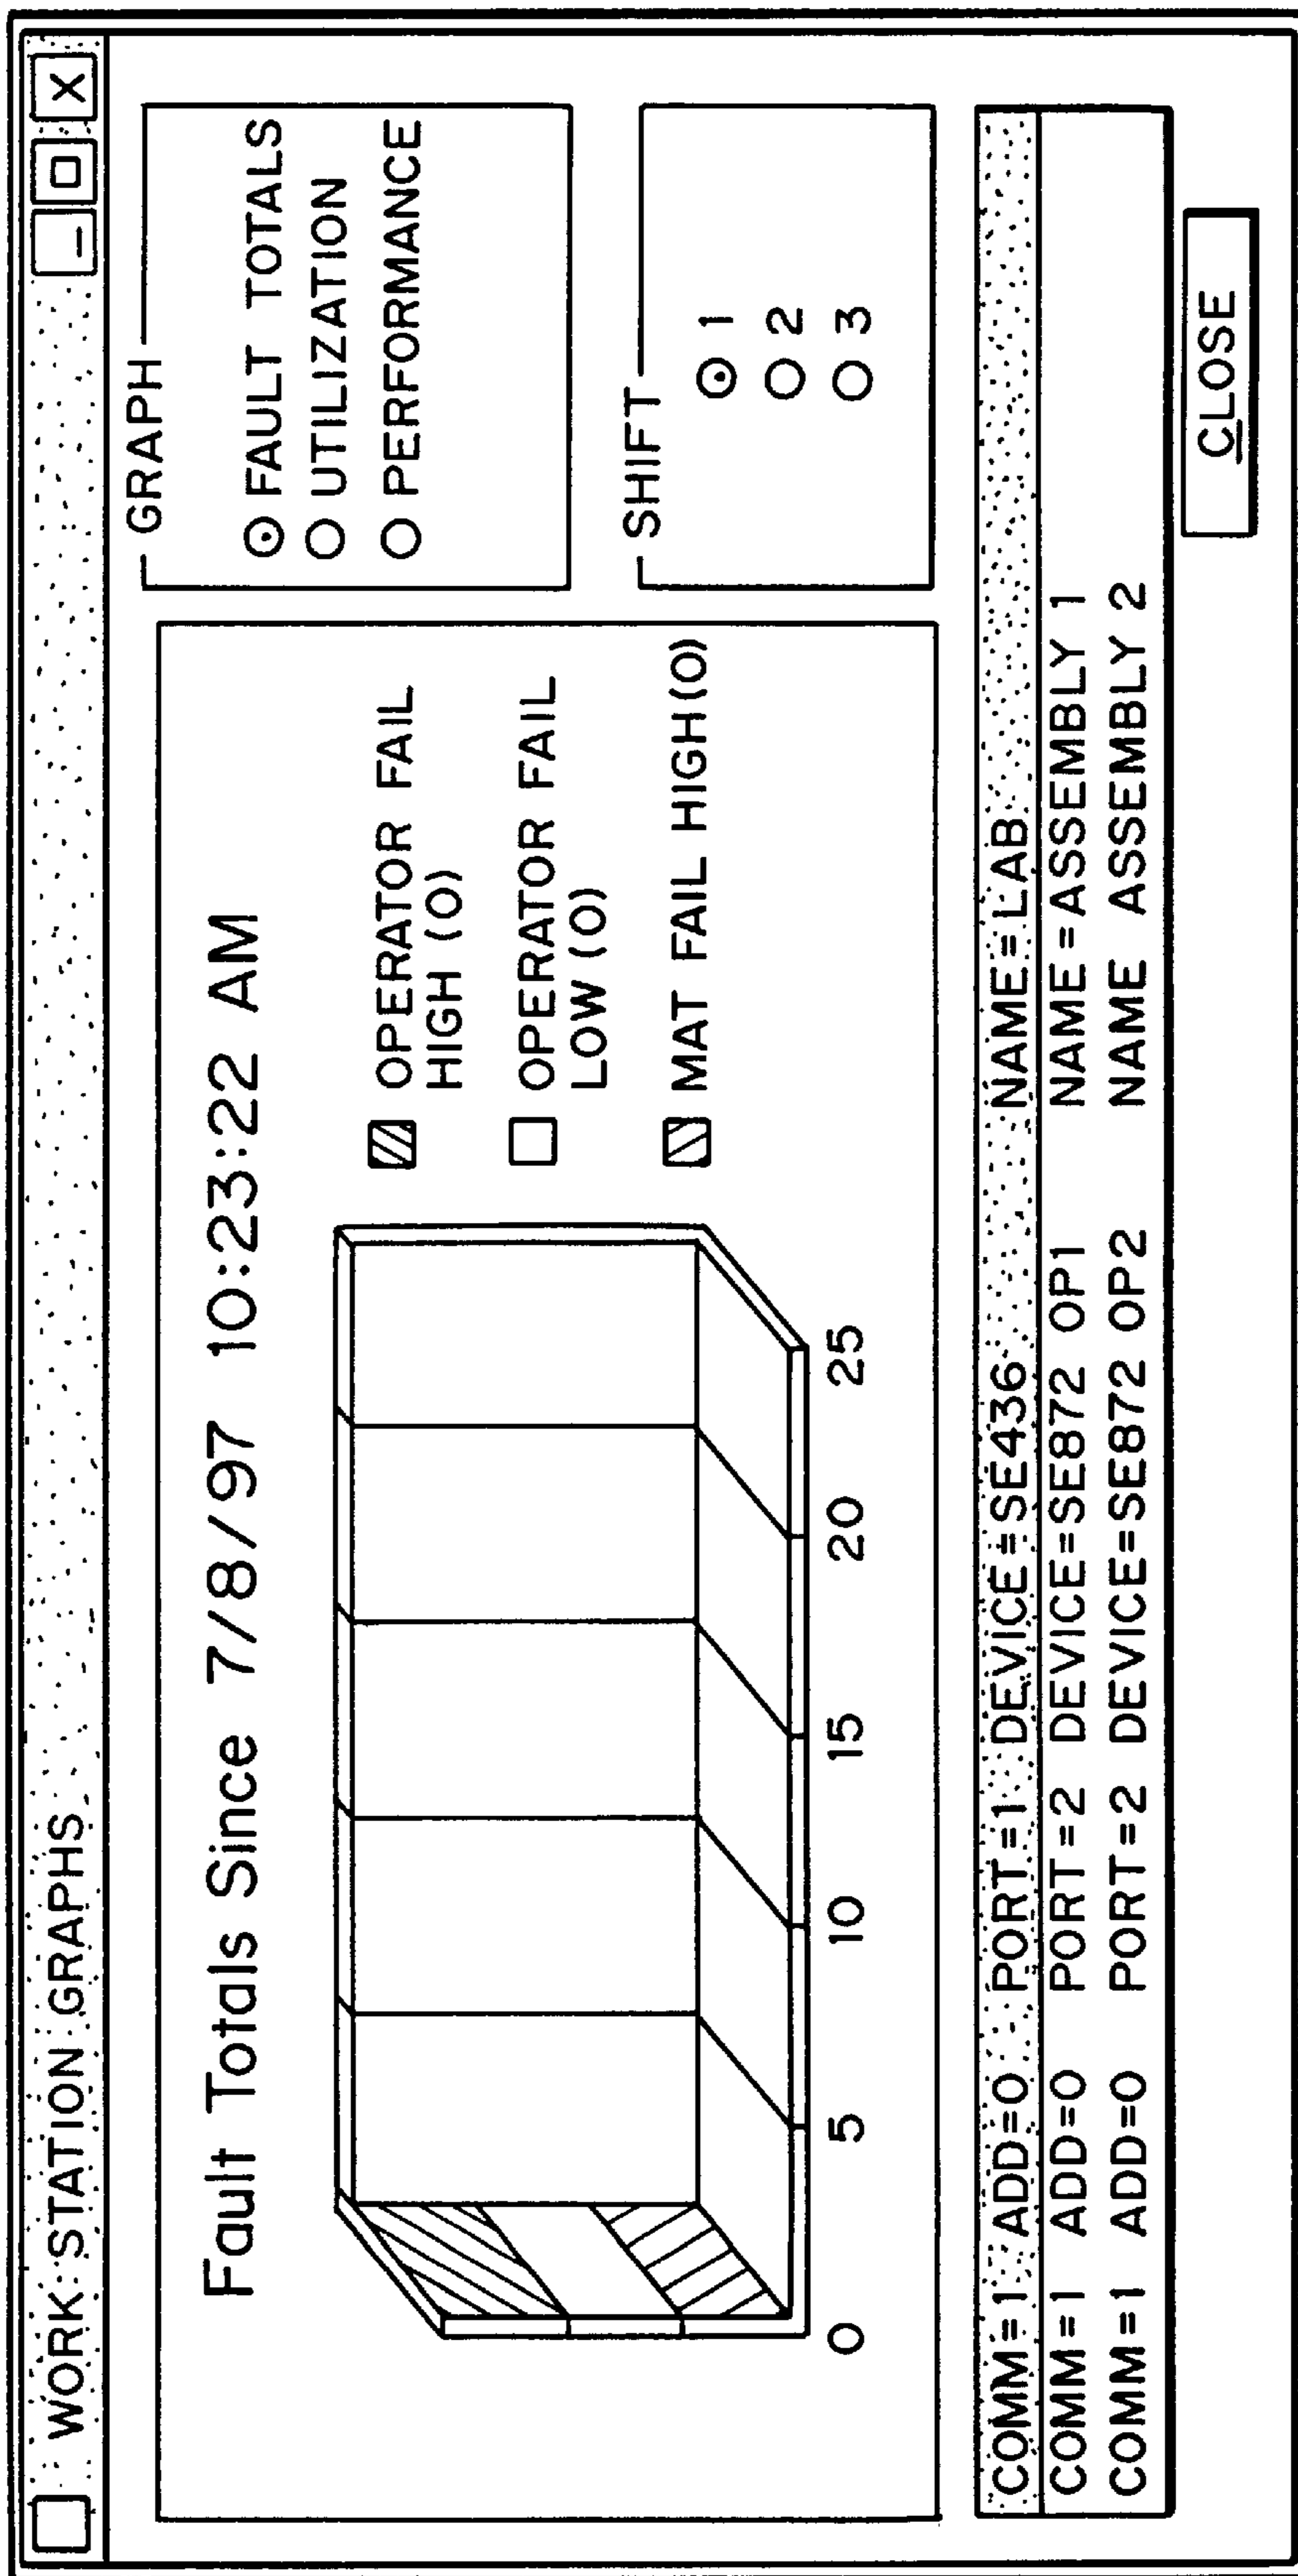 WORK STATION GRAPHS
X
Fault Totals Since 7/8/97 10:23:22 AM
OPERATOR FAIL
HIGH (0)
OPERATOR FAIL
LOW (0)
MAT FAIL HIGH (0)
0 5 10 15 20 25
GRAPH
FAULT TOTALS
UTILIZATION
PERFORMANCE
SHIFT
1
2
3
COMM=1 ADD=0 PORT=1 DEVICE=SE436 NAME=LAB
COMM=1 ADD=0 PORT=2 DEVICE=SE872 OP1 NAME=ASSEMBLY 1
COMM=1 ADD=0 PORT=2 DEVICE=SE872 OP2 NAME ASSEMBLY 2
CLOSE